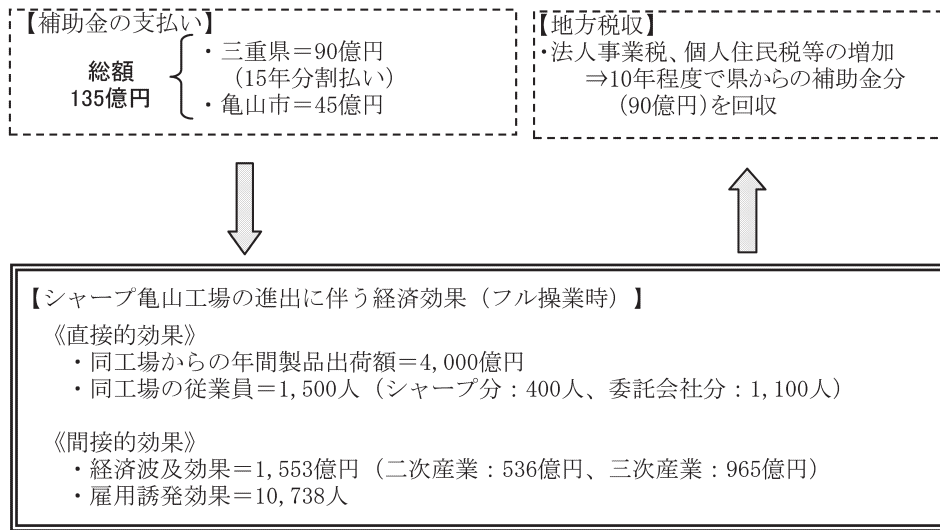 【補助金の支払い】
総額
135億円
・三重県＝90億円
（15年分割払い）
・亀山市＝45億円
【地方税収】
・法人事業税、個人住民税等の増加
⇒10年程度で県からの補助金分
（90億円）を回収
【シャープ亀山工場の進出に伴う経済効果（フル操業時）】
《直接的効果》
・同工場からの年間製品出荷額＝4,000億円
・同工場の従業員＝1,500人（シャープ分：400人、委託会社分：1,100人）
《間接的効果》
・経済波及効果＝1,553億円（二次産業：536億円、三次産業：965億円）
・雇用誘発効果＝10,738人